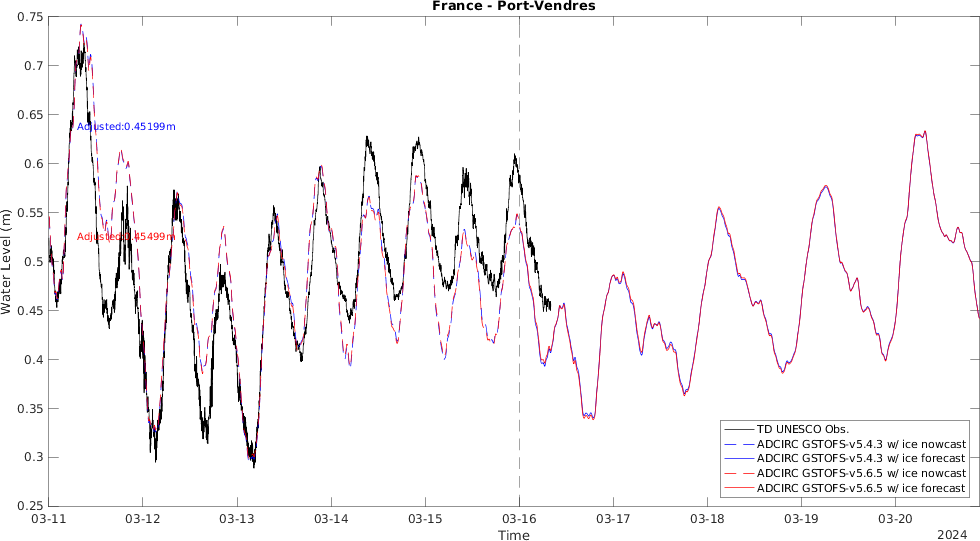 France - Port-Vendres
0.75
0.7
0.65
0.6
0.55
0.5
0.45
0.4
0.35
0.3
0.25
Water Level (m)
Adjusted:0.45199m
Adjusted:0.45499m
03-11 03-12 03-13 03-14 03-15 03-16 03-17 03-18 03-19 03-20
Time
2024
TD UNESCO Obs.
ADCIRC GSTOFS-v5.4.3 w/ ice nowcast
ADCIRC GSTOFS-v5.4.3 w/ ice forecast
ADCIRC GSTOFS-v5.6.5 w/ ice nowcast
ADCIRC GSTOFS-v5.6.5 w/ ice forecast